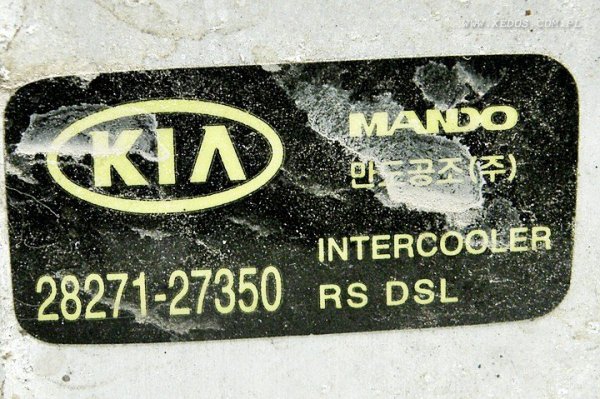 WWW.XEDOS.COM.PL
KIA
MANDO
만도공조(주)
INTERCOOLER
28271-27350
RS DSL